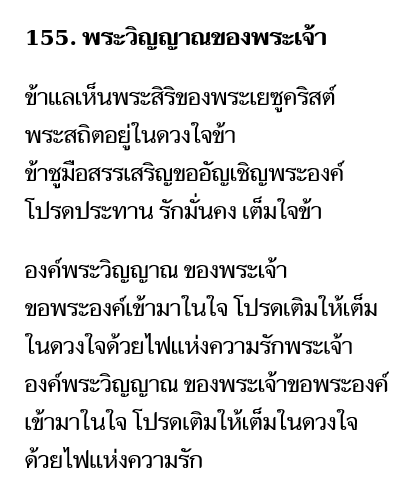 155. พระวิญญาณของพระเจ้า
ข้าแลเห็นพระสิริของพระเยซูคริสต์
พระสถิตอยู่ในดวงใจข้า
ข้าชูมือสรรเสริญขออัญเชิญพระองค์
โปรดประทาน รักมั่นคง เต็มใจข้า
องค์พระวิญญาณ ของพระเจ้า
ขอพระองค์เข้ามาในใจ โปรดเติมให้เต็ม
ในดวงใจด้วยไฟแห่งความรักพระเจ้า
องค์พระวิญญาณ ของพระเจ้าขอพระองค์
เข้ามาในใจ โปรดเติมให้เต็มในดวงใจ
ด้วยไฟแห่งความรัก